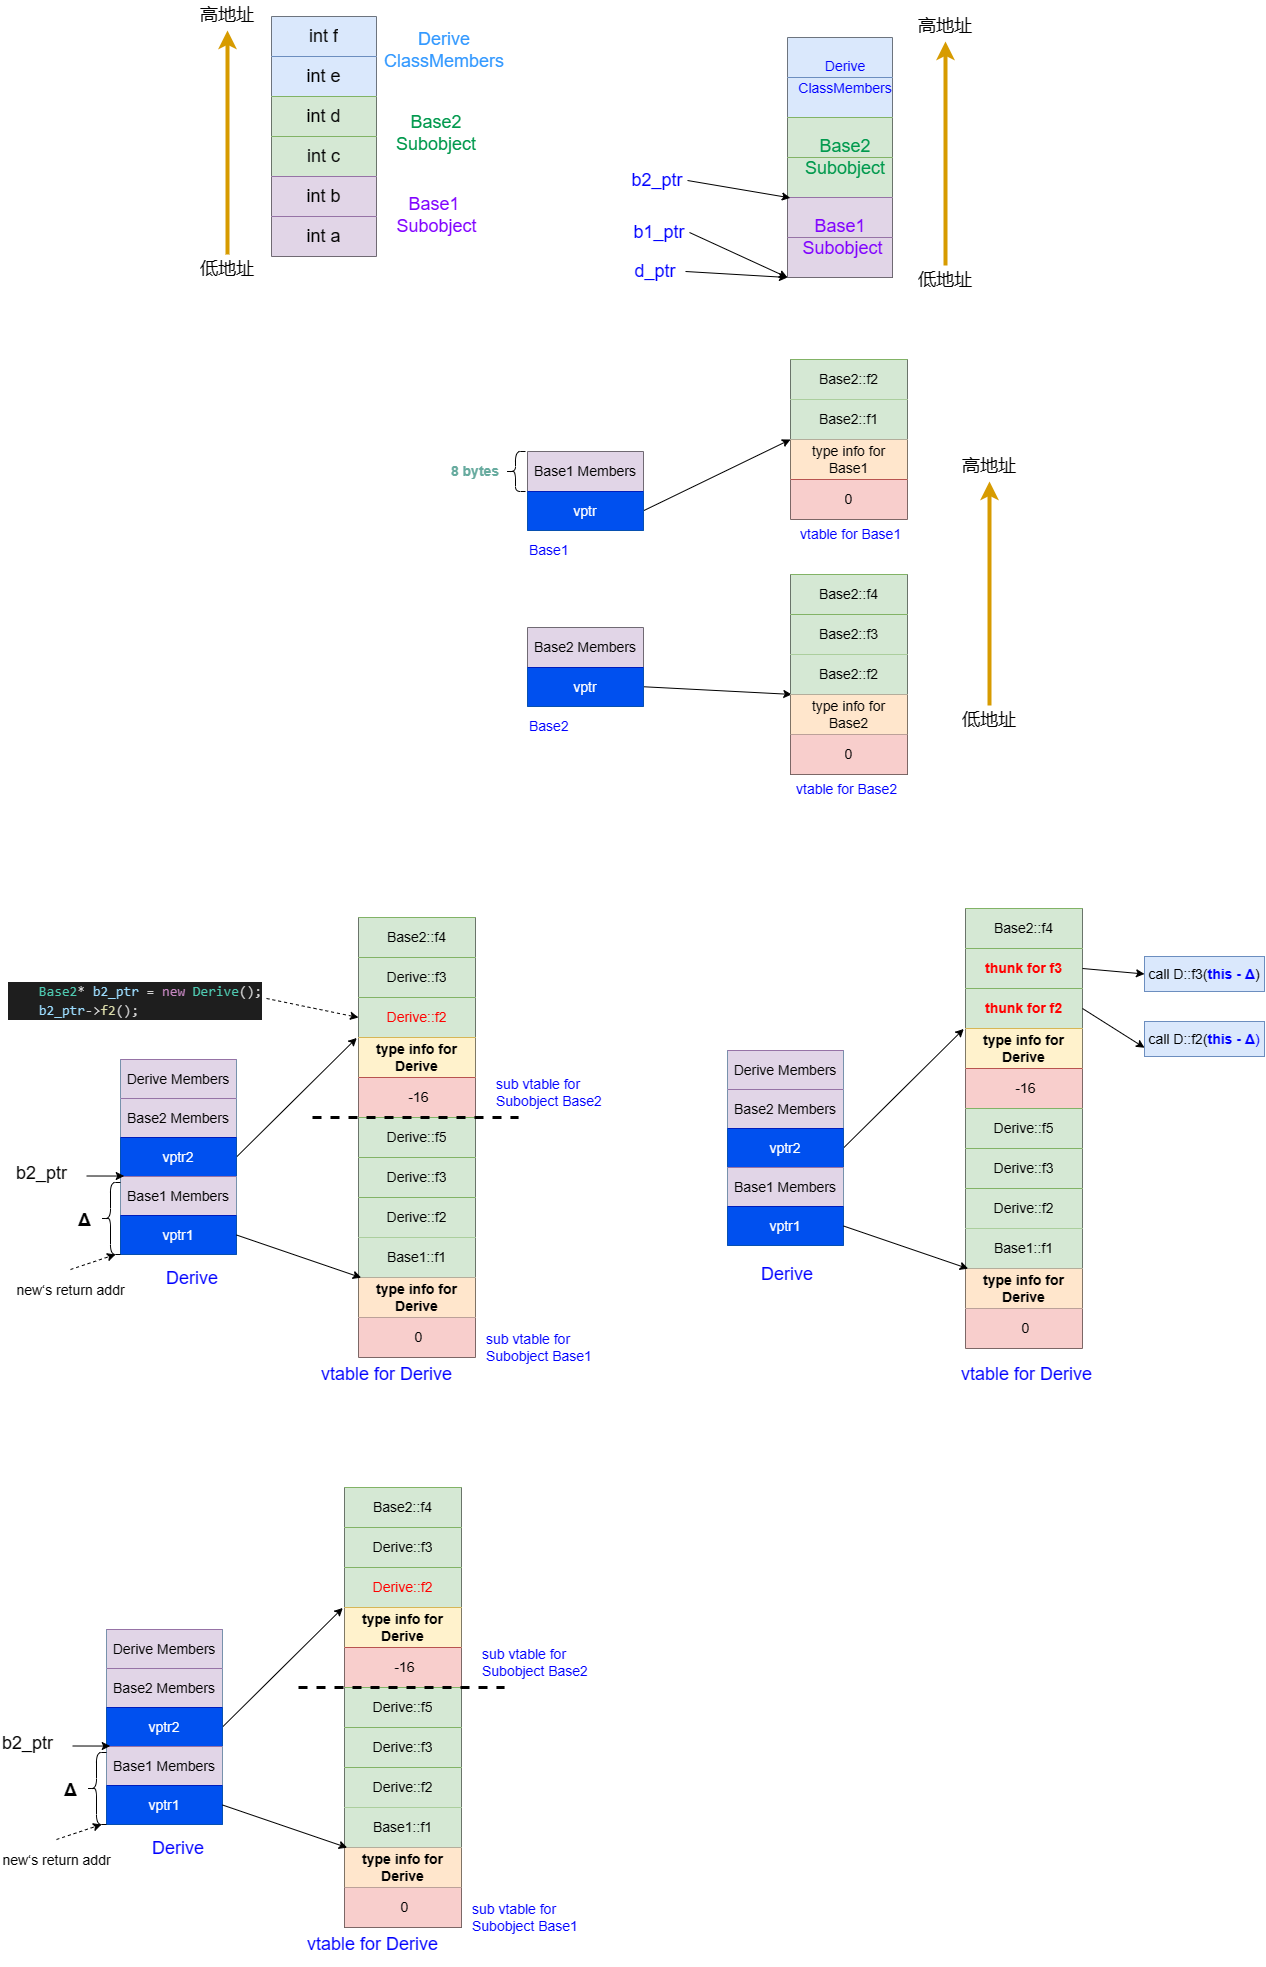 高地址
int f
int e
int d
int c
int b
int a
低地址
Derive
ClassMembers
Base2
Subobject
Base1
Subobject
高地址
Derive
ClassMembers
Base2
Subobject
Base1
Subobject
b2_ptr
b1_ptr
d_ptr
低地址
8 bytes
Base1 Members
vptr
Base1
Base2::f2
Base2::f1
type info for
Base1
0
vtable for Base1
Base2 Members
vptr
Base2
Base2::f4
Base2::f3
Base2::f2
type info for
Base2
0
vtable for Base2
高地址
低地址
Base2* b2_ptr = new Derive();
b2_ptr->f2();
Derive Members
Base2 Members
vptr2
Base1 Members
vptr1
b2_ptr
Δ
new‘s return addr
Derive
Base2::f4
Derive::f3
Derive::f2
type info for
Derive
-16
Derive::f5
Derive::f3
Derive::f2
Base1::f1
type info for
Derive
0
sub vtable for
Subobject Base2
sub vtable for
Subobject Base1
vtable for Derive
Derive Members
Base2 Members
vptr2
Base1 Members
vptr1
Derive
Base2::f4
thunk for f3
thunk for f2
type info for
Derive
-16
Derive::f5
Derive::f3
Derive::f2
Base1::f1
type info for
Derive
0
vtable for Derive
call D::f3(this - Δ)
call D::f2(this - Δ)
Derive Members
Base2 Members
vptr2
Base1 Members
vptr1
b2_ptr
Δ
new‘s return addr
Derive
Base2::f4
Derive::f3
Derive::f2
type info for
Derive
-16
Derive::f5
Derive::f3
Derive::f2
Base1::f1
type info for
Derive
0
sub vtable for
Subobject Base2
sub vtable for
Subobject Base1
vtable for Derive